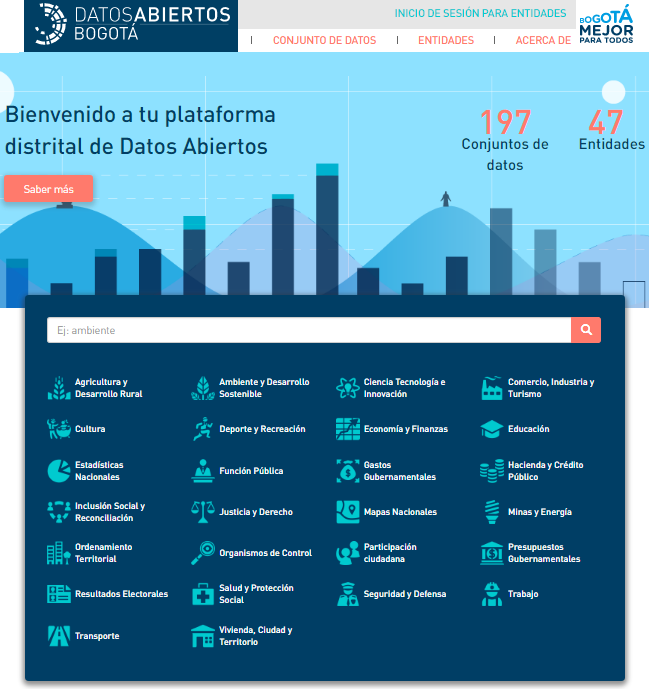 DATOSABIERTOS
BOGOTÁ
INICIO DE SESIÓN PARA ENTIDADES
CONJUNTO DE DATOS
ENTIDADES
ACERCA DE
BOGOTÁ
MEJOR
PARA TODOS
Bienvenido a tu plataforma
distrital de Datos Abiertos
Saber más
197
Conjuntos de
datos
47
Entidades
Ej: ambiente
Agricultura y
Desarrollo Rural
Ambiente y Desarrollo
Sostenible
Ciencia Tecnología e
Innovación
Comercio, Industria y
Turismo
Cultura
Deporte y Recreación
Economía y Finanzas
Educación
Estadísticas
Nacionales
Función Pública
Gastos
Gubernamentales
Hacienda y Crédito
Público
Inclusión Social y
Reconciliación
Justicia y Derecho
Mapas Nacionales
Minas y Energía
Ordenamiento
Territorial
Organismos de Control
Participación
ciudadana
Presupuestos
Gubernamentales
Resultados Electorales
Salud y Protección
Social
Seguridad y Defensa
Trabajo
Transporte
Vivienda, Ciudad y
Territorio